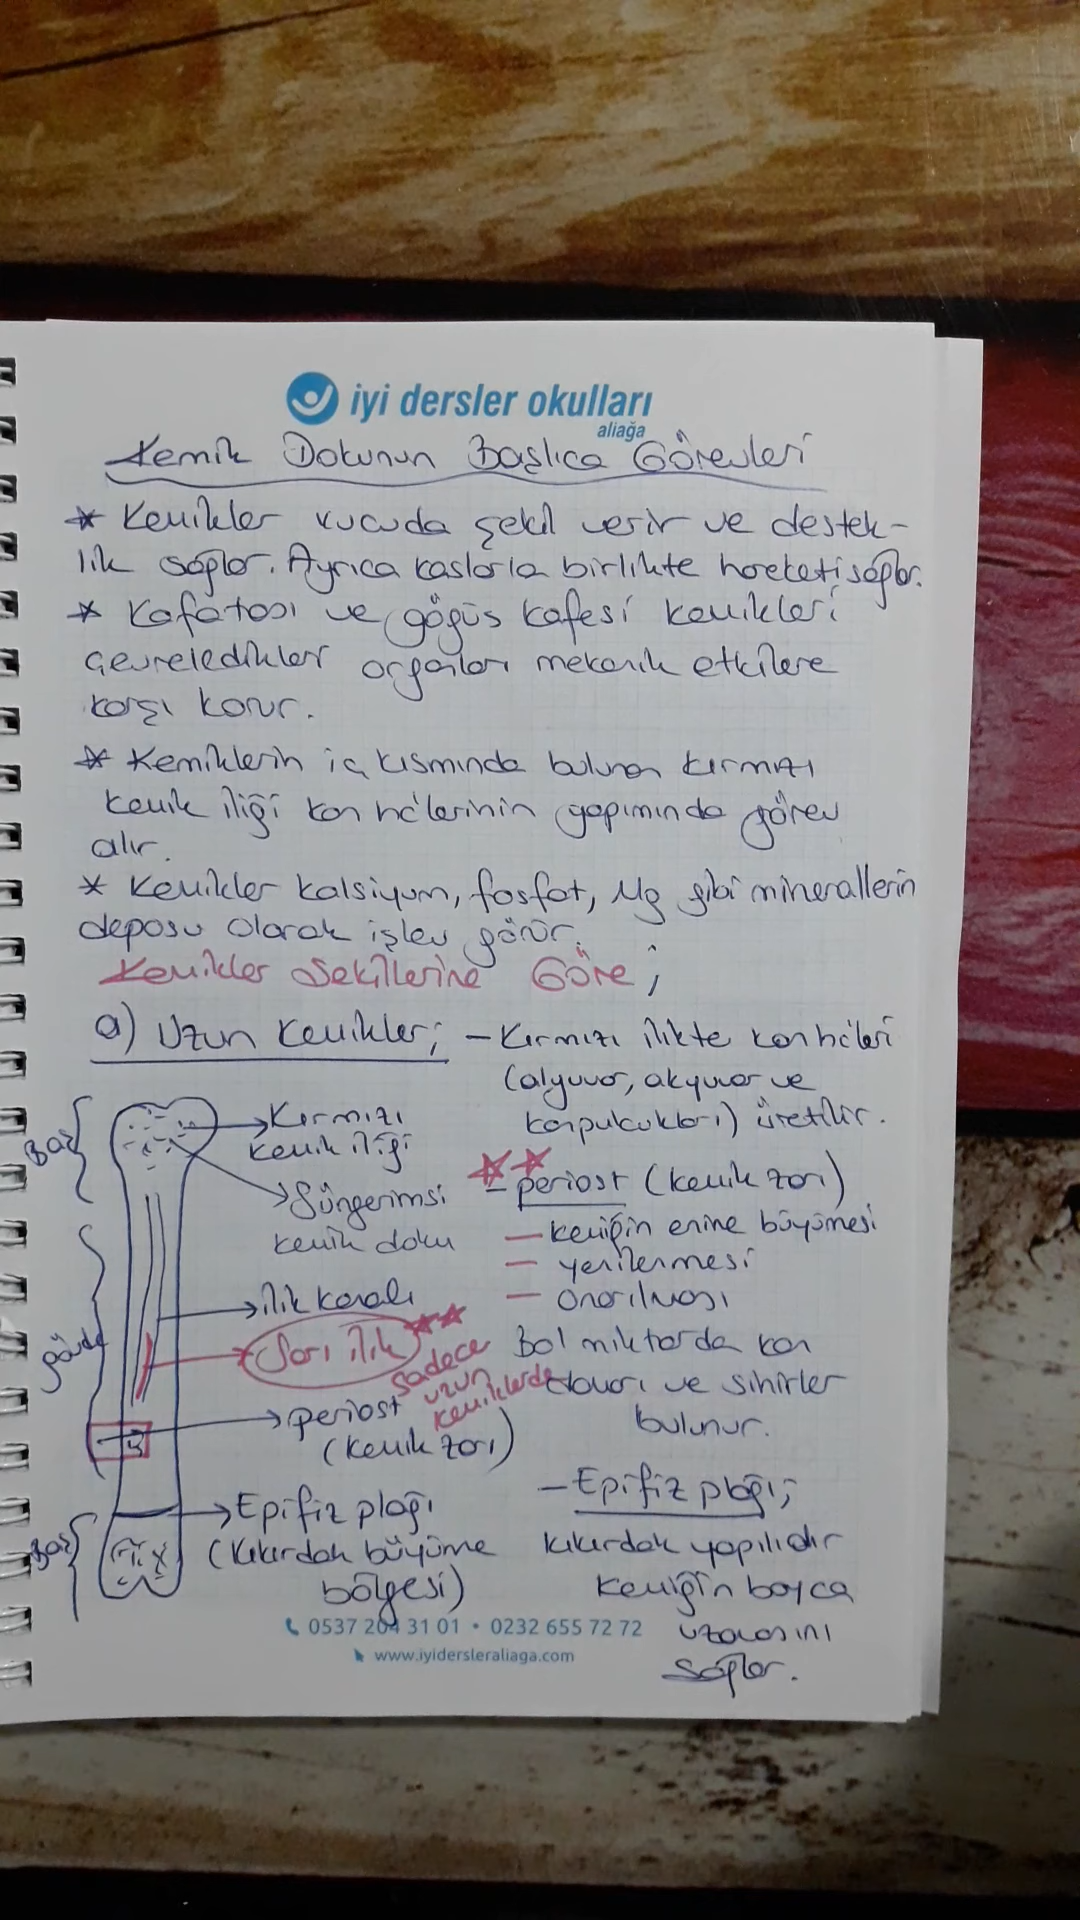 iyi dersler okulları
aliağa
Kemik Dokunun Başlıca Görevleri
* Kemikler vucuda şekil verir ve destek-
lik sağlar. Ayrıca kaslarla birlikte hareketi sağlar.
* Kafatası ve göğüs kafesi kemikleri
çevreledikleri organları mekanik etkilere
karşı korur.
* Kemiklerin iç kısmında bulunan kırmızı
kemik iliği kan hc'lerinin yapımında görev
alır.
* Kemikler kalsiyum, fosfat, Mg gibi minerallerin
deposu olarak işlev görür.
Kemikler Şekillerine Göre;
a) Uzun Kemikler; - Kırmızı ilikte kan hc'leri
(alyuvar, akyuvar ve
kan pulcukları) üretilir.
Baş
Kırmızı
kemik iliği
Süngerimsi
kemik doku
- periost (kemik zarı)
- kemiğin enine büyümesi
- yenilenmesi
- onarılması
Bol miktarda kan
damarı ve sinirler
bulunur.
gövde
ilik kanalı
Sarı ilik
sadece
uzun
kemiklerde
periost
(kemik zarı)
Baş
Epifiz plağı
(Kıkırdak büyüme
bölgesi)
- Epifiz plağı;
kıkırdak yapılıdır
kemiğin boyca
uzamasını
sağlar.
0537 204 31 01 • 0232 655 72 72
www.iyidersleraliaga.com